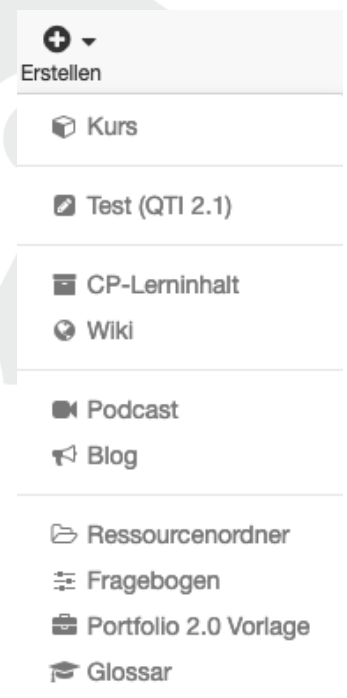 Erstellen
Kurs
Test (QTI 2.1)
CP-Lerninhalt
Wiki
Podcast
Blog
Ressourcenordner
Fragebogen
Portfolio 2.0 Vorlage
Glossar